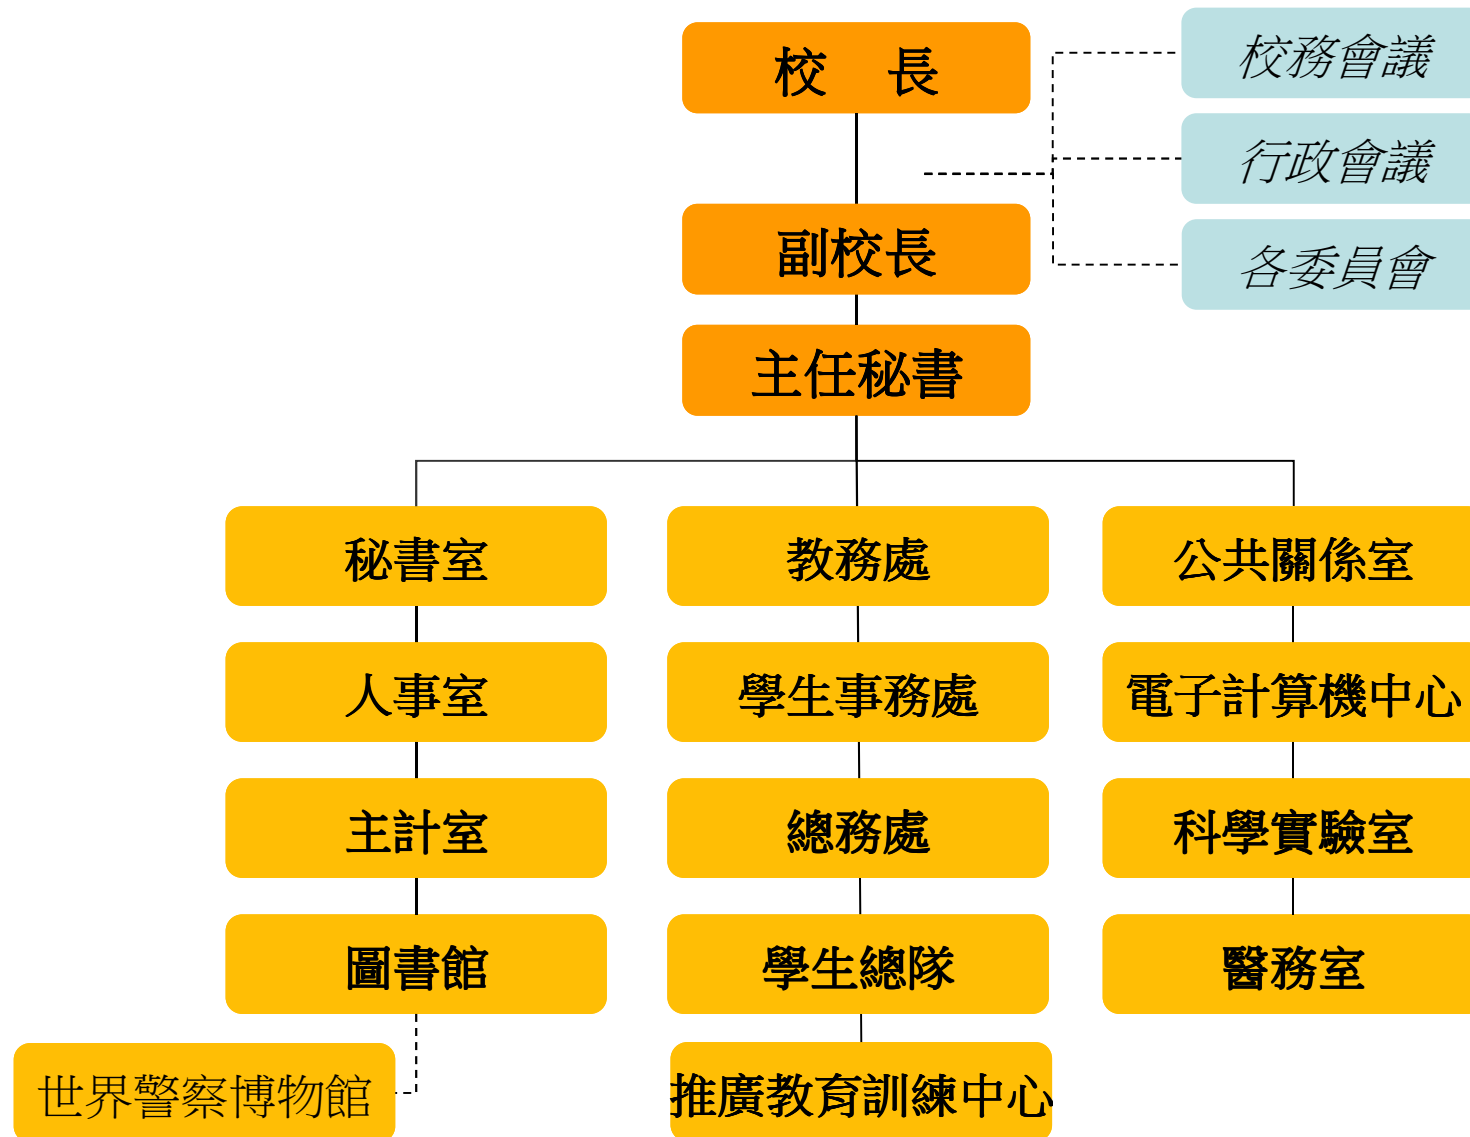 校　長
校務會議
行政會議
副校長
各委員會
主任秘書
秘書室
教務處
公共關係室
人事室
學生事務處
電子計算機中心
主計室
總務處
科學實驗室
圖書館
學生總隊
醫務室
世界警察博物館
推廣教育訓練中心